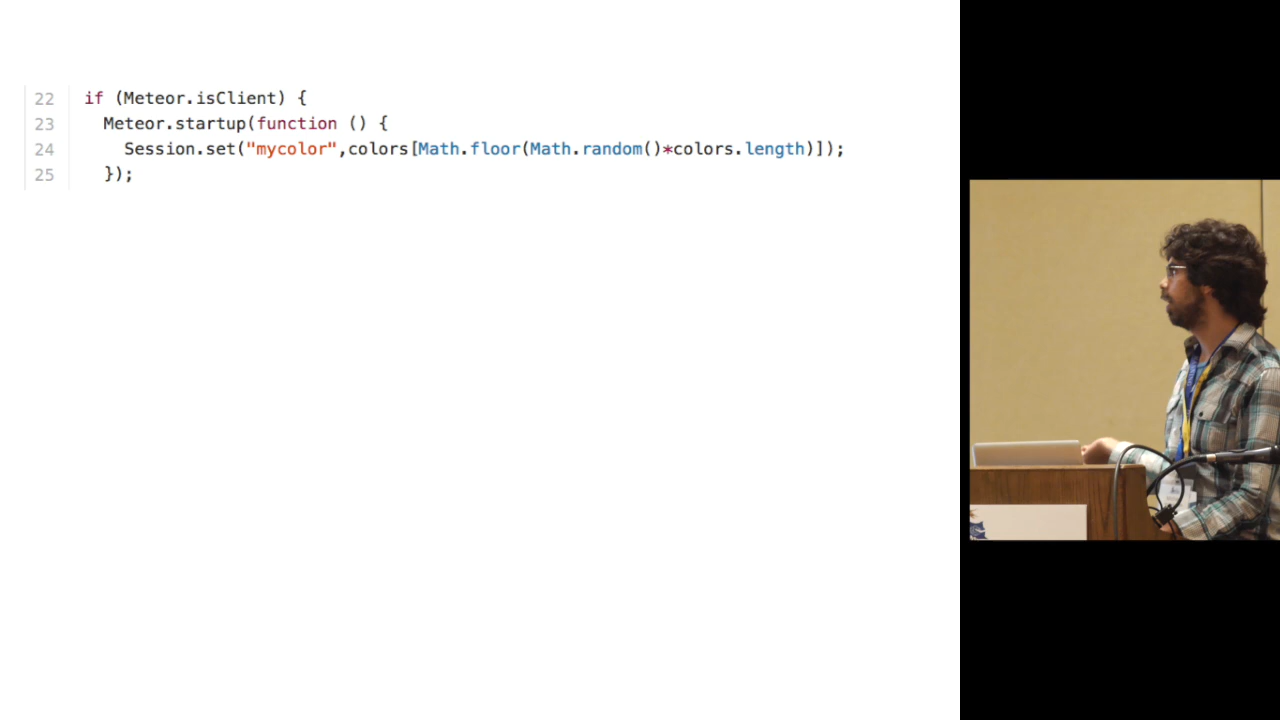 22 if (Meteor.isClient) {
23 Meteor.startup(function () {
24 Session.set("mycolor",colors[Math.floor(Math.random()*colors.length)]);
25 });